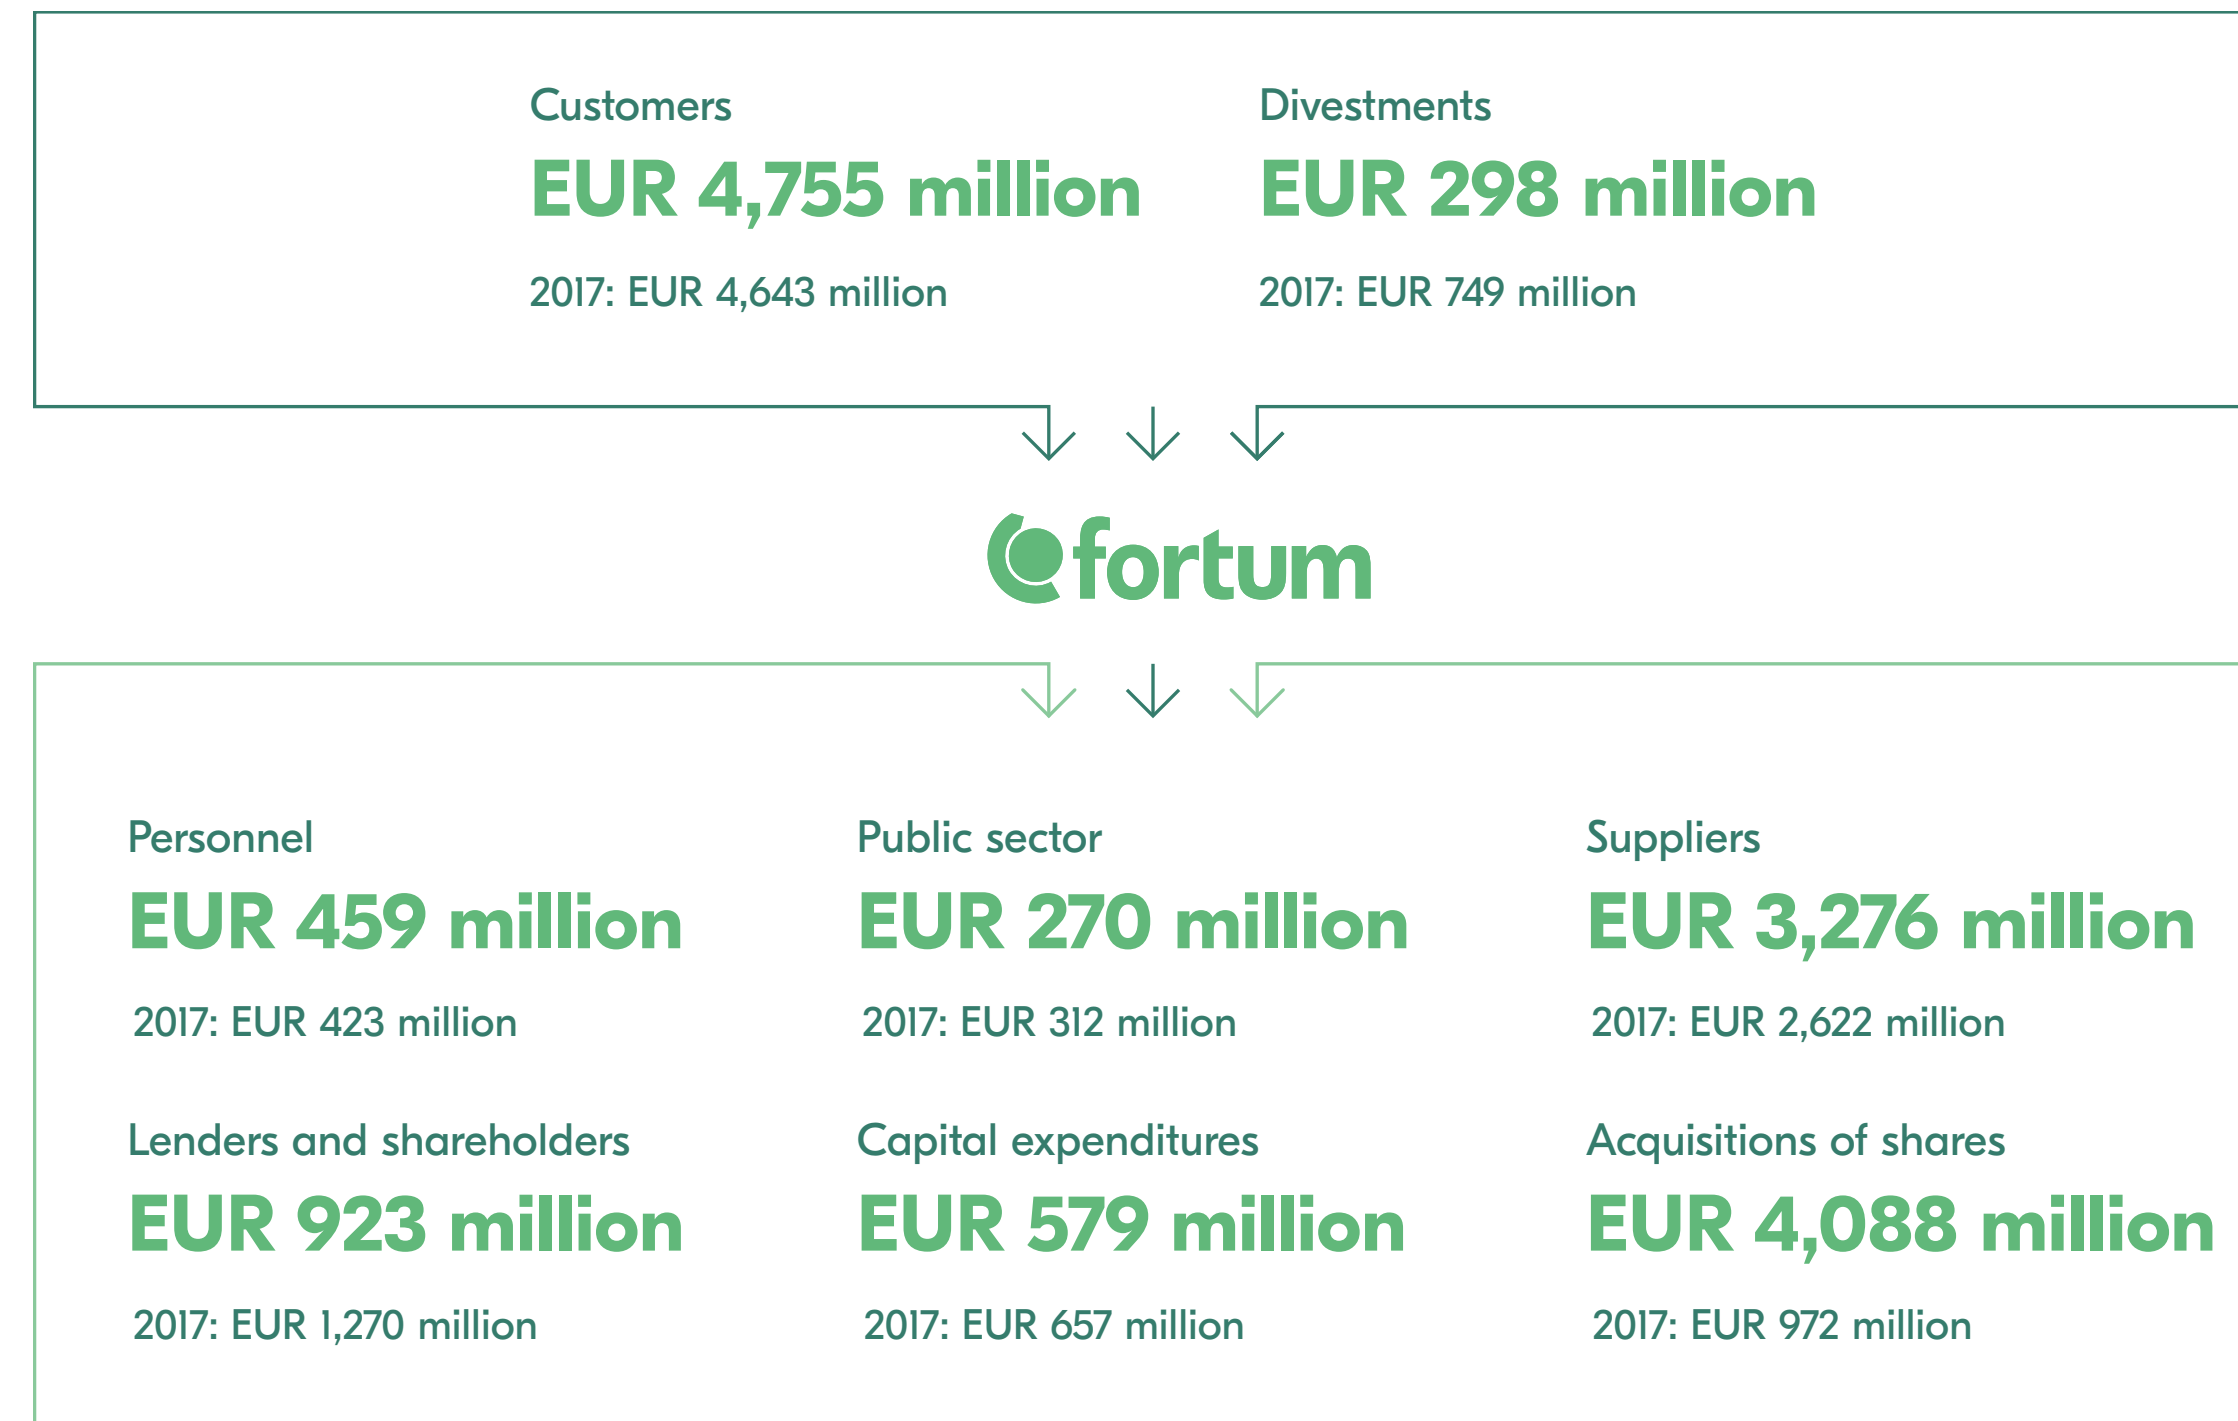 Customers
EUR 4,755 million
2017: EUR 4,643 million
Divestments
EUR 298 million
2017: EUR 749 million
fortum
Personnel
EUR 459 million
2017: EUR 423 million
Public sector
EUR 270 million
2017: EUR 312 million
Suppliers
EUR 3,276 million
2017: EUR 2,622 million
Lenders and shareholders
EUR 923 million
2017: EUR 1,270 million
Capital expenditures
EUR 579 million
2017: EUR 657 million
Acquisitions of shares
EUR 4,088 million
2017: EUR 972 million